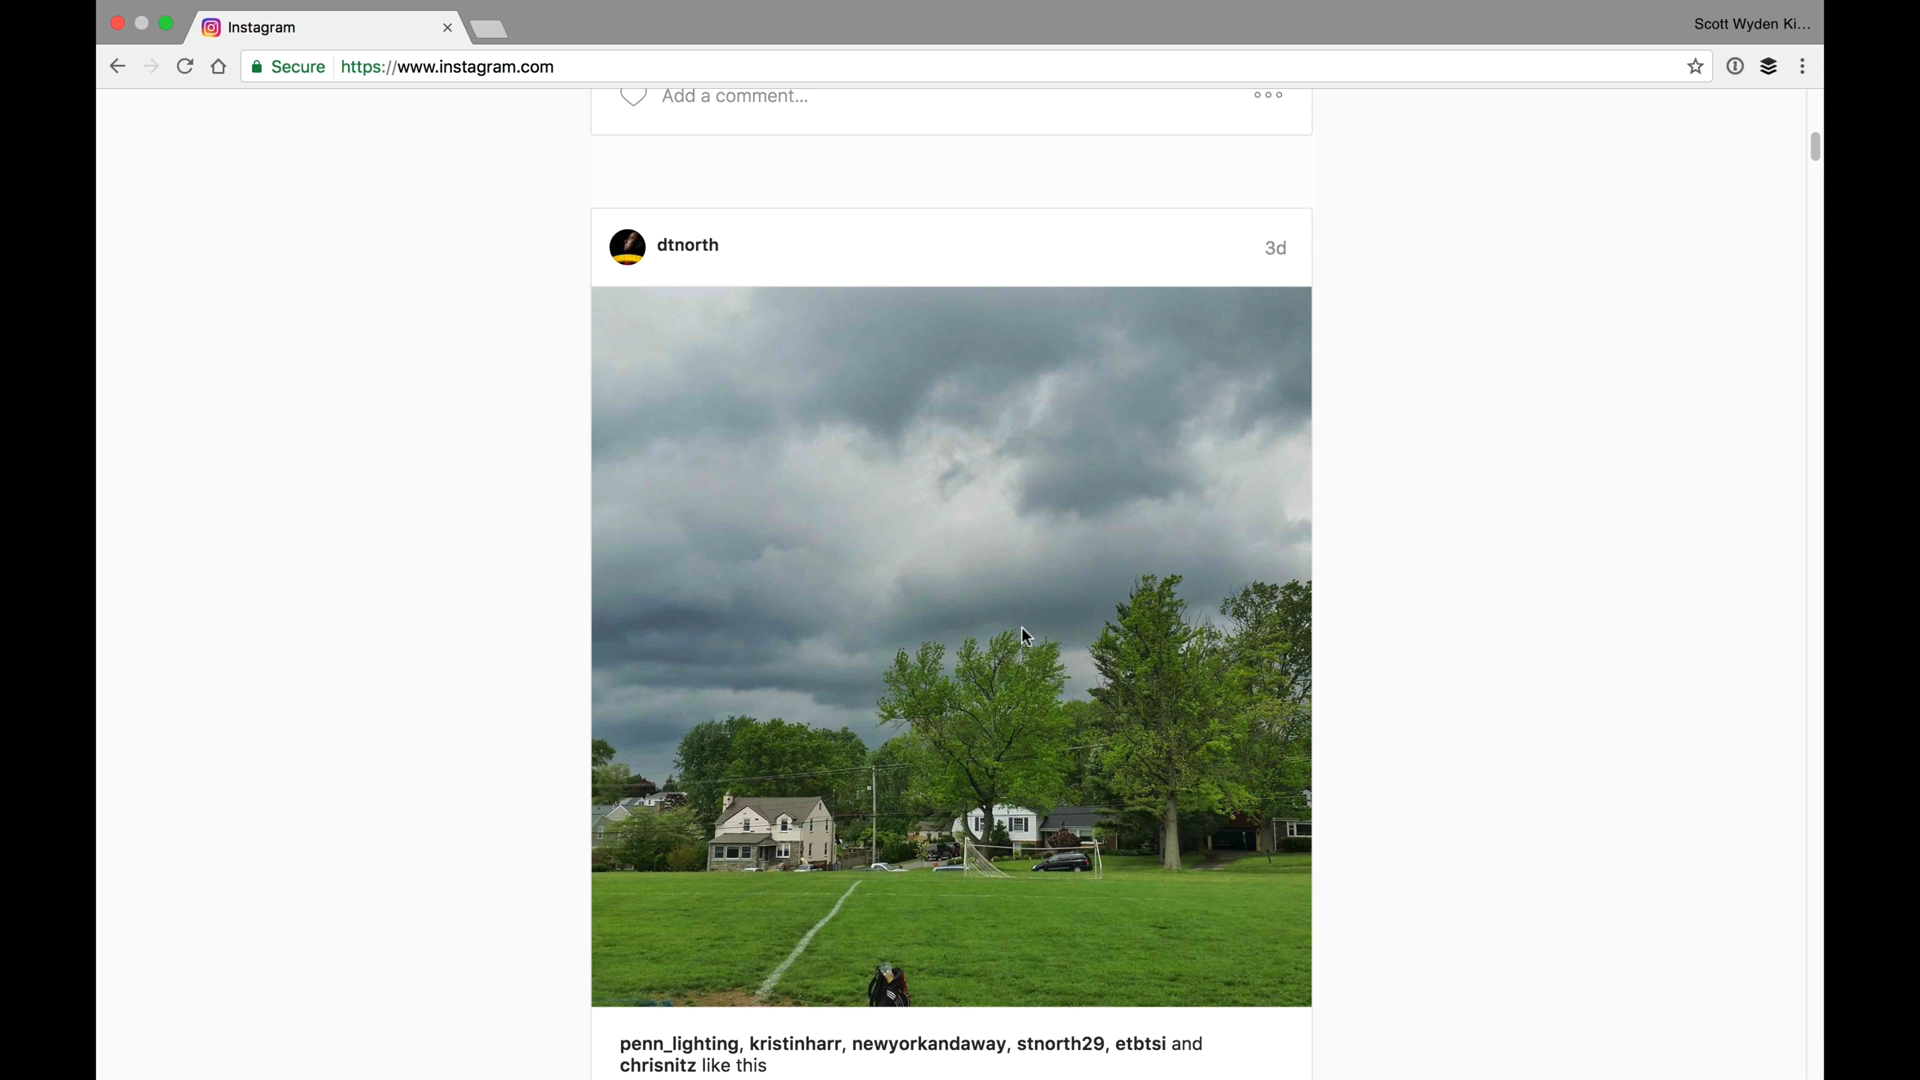 Instagram
Scott Wyden Ki...
Secure
https://www.instagram.com
Add a comment...
dtnorth
3d
penn_lighting, kristinharr, newyorkandaway, stnorth29, etbtsi and
chrisnitz like this